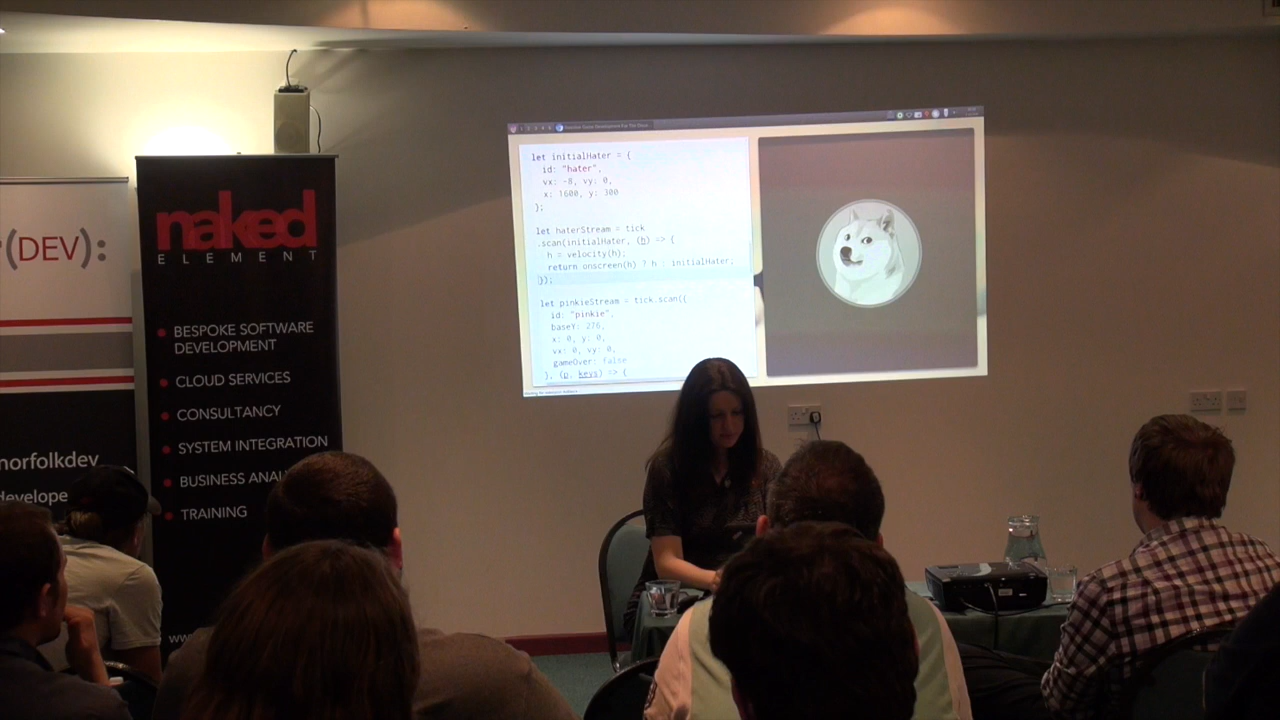 (DEV):
norfolkdev
develope
naked
ELEMENT
BESPOKE SOFTWARE
DEVELOPMENT
CLOUD SERVICES
CONSULTANCY
SYSTEM INTEGRATION
BUSINESS ANAL
TRAINING
let initialHater = {
id: "hater",
vx: -8, vy: 0,
x: 1600, y: 300
};
let haterStream = tick
.scan(initialHater, (h) => {
h = velocity(h);
return onscreen(h) ? h : initialHater;
});
let pinkieStream = tick.scan({
id: "pinkie",
baseY: 276,
x: 0, y: 0,
vx: 0, vy: 0,
gameOver: false
}, (p, keys) => {